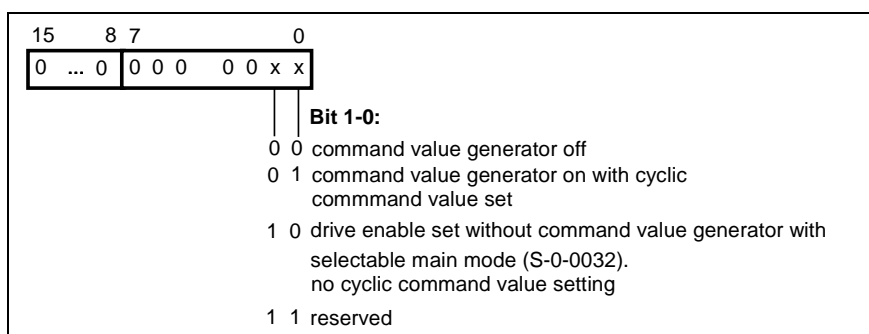 15 8 7 0
0 ... 0 0 0 0 0 0 x x
Bit 1-0:
0 0 command value generator off
0 1 command value generator on with cyclic
commmand value set
1 0 drive enable set without command value generator with
selectable main mode (S-0-0032).
no cyclic command value setting
1 1 reserved